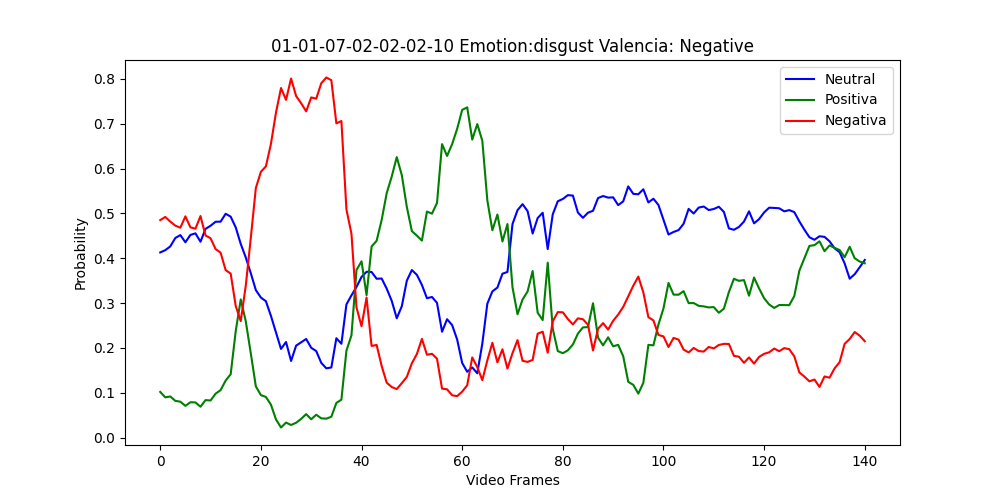 01-01-07-02-02-02-10 Emotion:disgust Valencia: Negative
Neutral
Positiva
Negativa
Probability
0.8
0.7
0.6
0.5
0.4
0.3
0.2
0.1
0.0
0 20 40 60 80 100 120 140
Video Frames